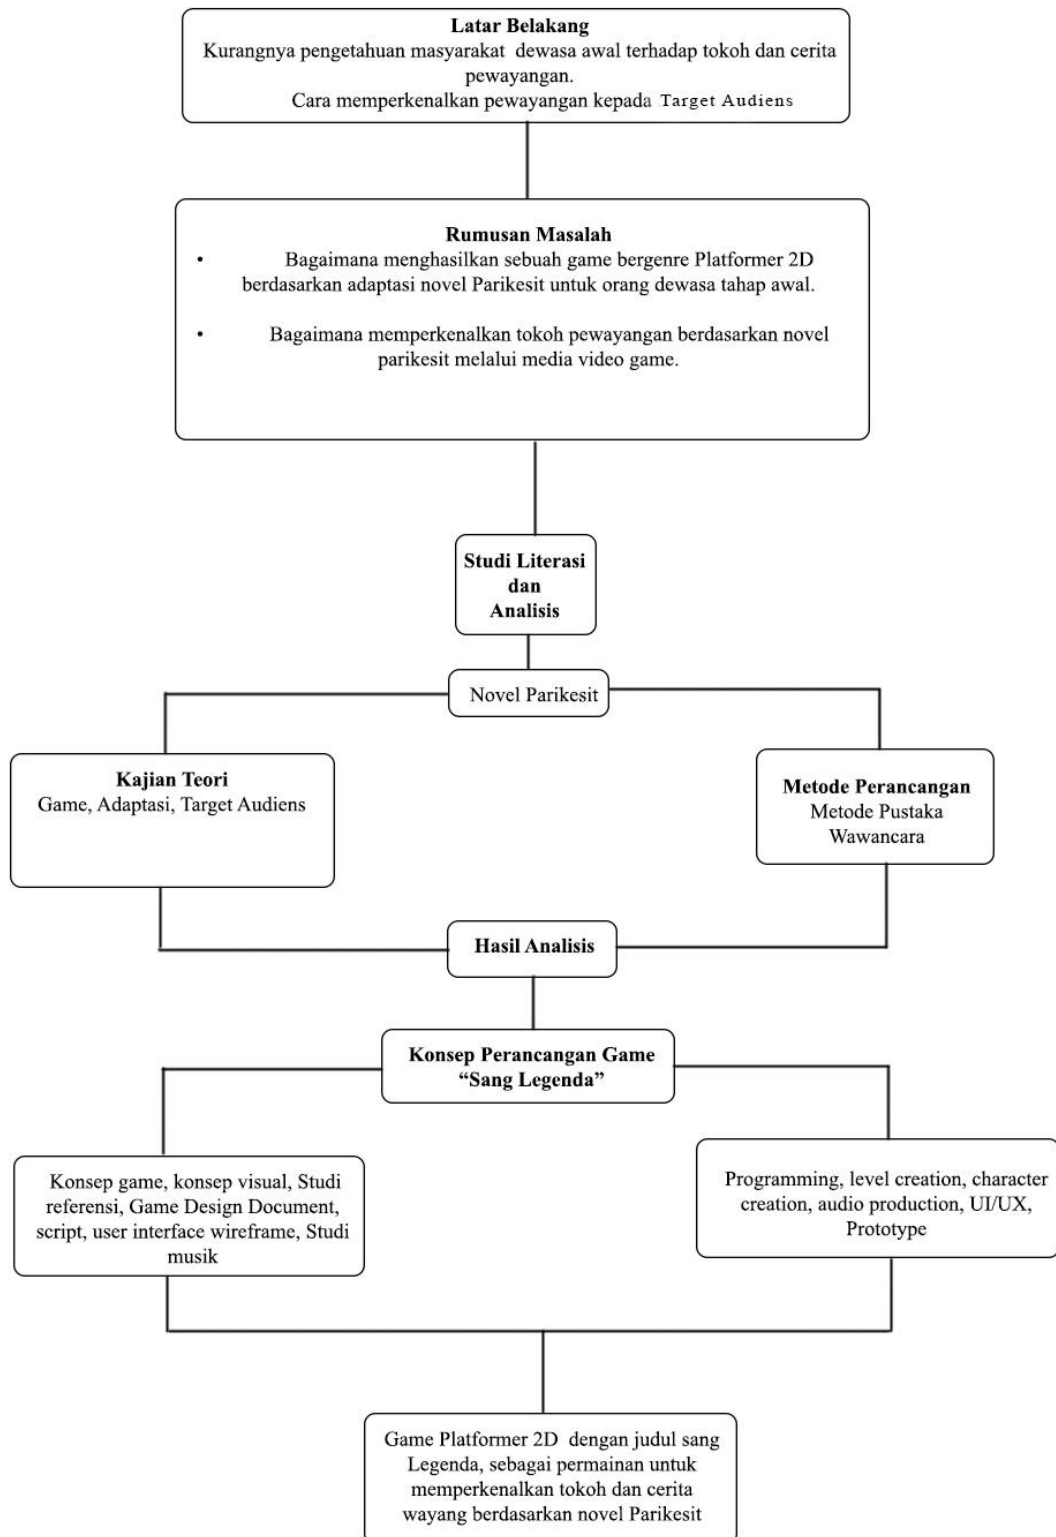 Latar Belakang
Kurangnya pengetahuan masyarakat dewasa awal terhadap tokoh dan cerita
pewayangan.
Cara memperkenalkan pewayangan kepada Target Audiens
Rumusan Masalah
• Bagaimana menghasilkan sebuah game bergenre Platformer 2D
berdasarkan adaptasi novel Parikesit untuk orang dewasa tahap awal.
• Bagaimana memperkenalkan tokoh pewayangan berdasarkan novel
parikesit melalui media video game.
Studi Literasi
dan
Analisis
Novel Parikesit
Kajian Teori
Game, Adaptasi, Target Audiens
Metode Perancangan
Metode Pustaka
Wawancara
Hasil Analisis
Konsep Perancangan Game
“Sang Legenda”
Konsep game, konsep visual, Studi
referensi, Game Design Document,
script, user interface wireframe, Studi
musik
Programming, level creation, character
creation, audio production, UI/UX,
Prototype
Game Platformer 2D dengan judul sang
Legenda, sebagai permainan untuk
memperkenalkan tokoh dan cerita
wayang berdasarkan novel Parikesit